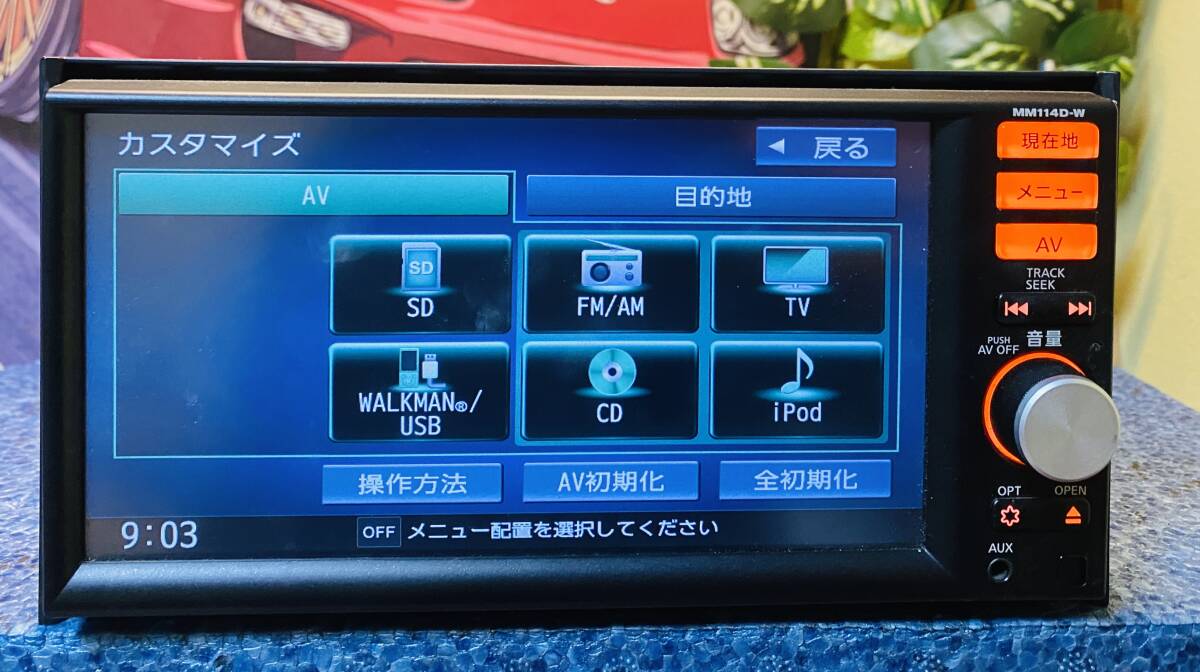 MM114D-W
カスタマイズ
◀ 戻る
AV
目的地
SD
SD
FM/AM
TV
WALKMAN®/
USB
CD
iPod
操作方法
AV初期化
全初期化
9:03
OFF メニュー配置を選択してください
現在地
メニュー
AV
TRACK
SEEK
PUSH
AV OFF
音量
OPT
OPEN
AUX